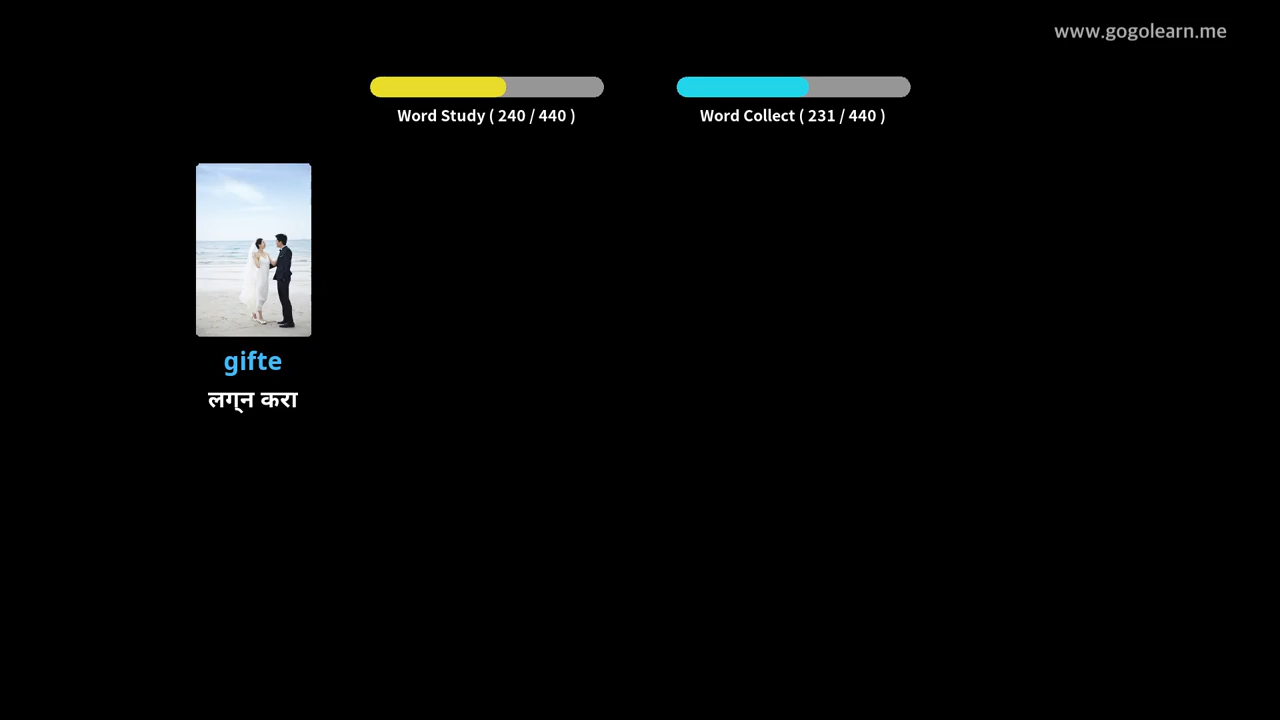 www.gogolearn.me
Word Study ( 240 / 440 )
Word Collect ( 231 / 440 )
gifte
लग्न करा